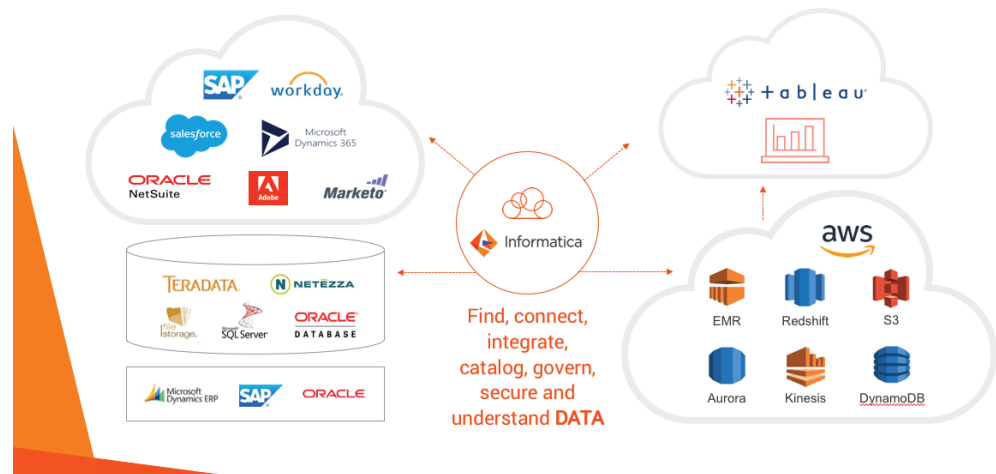 SAP
workday.
salesforce
Microsoft
Dynamics 365
ORACLE
NetSuite
Adobe
Marketo
TERADATA.
N NETEZZA
file
storage.
Microsoft
SQL Server
ORACLE
DATABASE
Microsoft
Dynamics ERP
SAP
ORACLE
Informatica
Find, connect,
integrate,
catalog, govern,
secure and
understand DATA
+ableau
aws
EMR
Redshift
S3
Aurora
Kinesis
DynamoDB